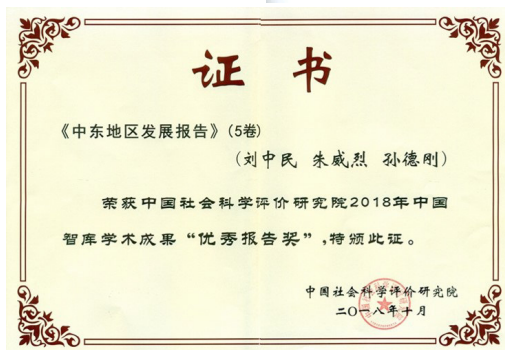 证书
《中东地区发展报告》(5卷)
(刘中民 朱威烈 孙德刚)
荣获中国社会科学评价研究院2018年中国
智库学术成果“优秀报告奖”,特颁此证。
中国社会科学评价研究院
二〇一八年十月